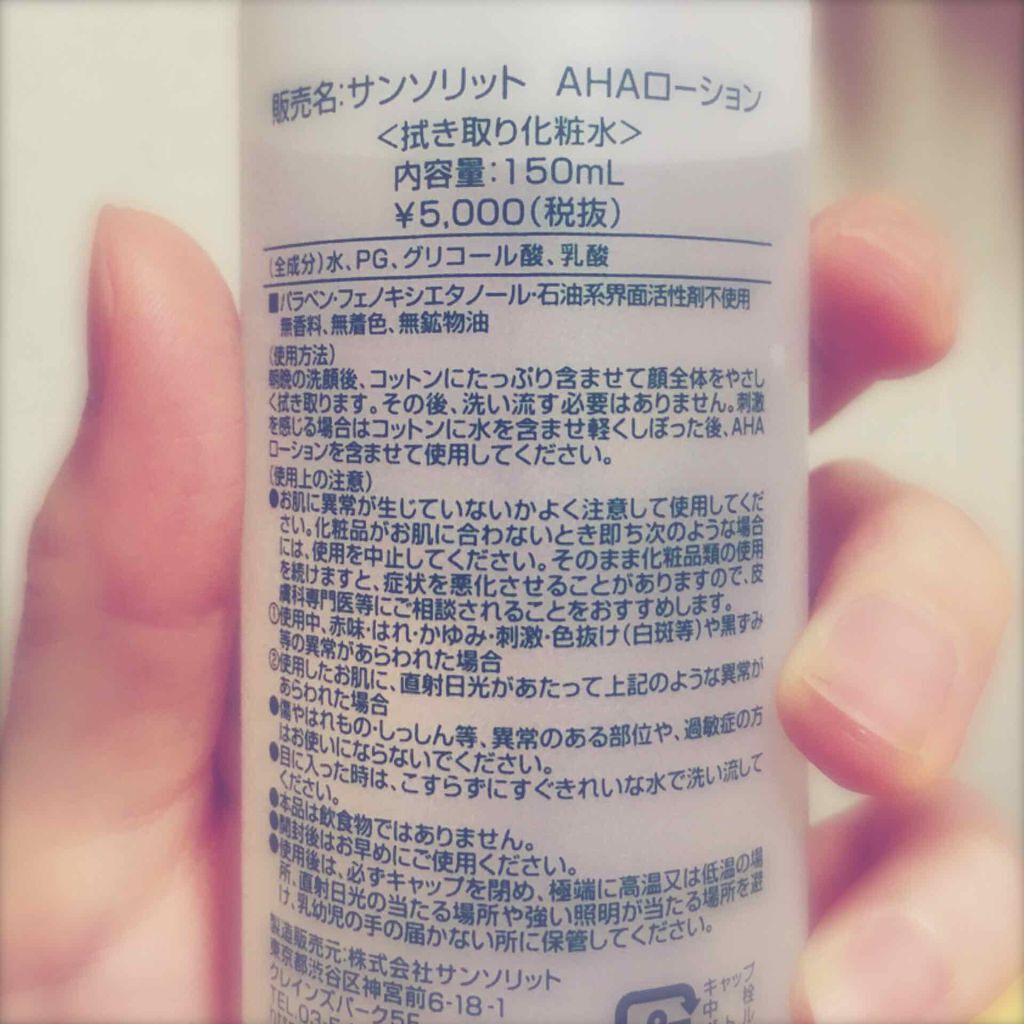 販売名:サンソリット AHAローション
<拭き取り化粧水>
内容量:150mL
¥5,000(税抜)
(全成分)水、PG、グリコール酸、乳酸
■パラベン・フェノキシエタノール・石油系界面活性剤不使用
無香料、無着色、無鉱物油
(使用方法)
朝晩の洗顔後、コットンにたっぷり含ませて顔全体をやさし
く拭き取ります。その後、洗い流す必要はありません。刺激
を感じる場合はコットンに水を含ませ軽くしぼった後、AHA
ローションを含ませて使用してください。
(使用上の注意)
●お肌に異常が生じていないかよく注意して使用してくだ
さい。化粧品がお肌に合わないとき即ち次のような場合
には、使用を中止してください。そのまま化粧品類の使用
を続けますと、症状を悪化させることがありますので、皮
膚科専門医等にご相談されることをおすすめします。
①使用中、赤味・はれ・かゆみ・刺激・色抜け(白斑等)や黒ずみ
等の異常があらわれた場合
②使用したお肌に、直射日光があたって上記のような異常が
あらわれた場合
●傷やはれもの・しっしん等、異常のある部位や、過敏症の方
はお使いにならないでください。
●目に入った時は、こすらずにすぐきれいな水で洗い流して
ください。
●本品は飲食物ではありません。
●開封後はお早めにご使用ください。
●使用後は、必ずキャップを閉め、極端に高温又は低温の場
所、直射日光の当たる場所や強い照明が当たる場所を避
け、乳幼児の手の届かない所に保管してください。
製造販売元:株式会社サンソリット
東京都渋谷区神宮前6-18-1
クレインズパーク5F
TEL.03-5
キャップ
中栓